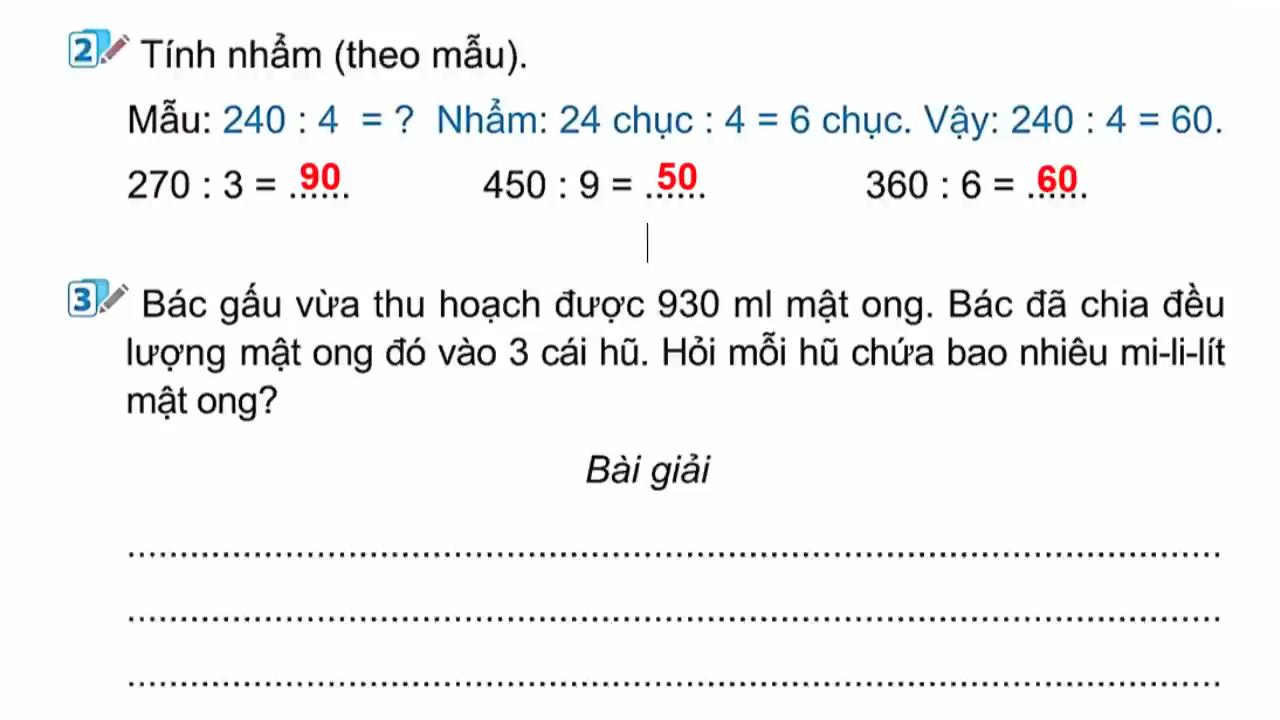 2 Tính nhẩm (theo mẫu).
Mẫu: 240 : 4 = ? Nhẩm: 24 chục : 4 = 6 chục. Vậy: 240 : 4 = 60.
270 : 3 = ...90... 450 : 9 = ...50... 360 : 6 = ...60...
3 Bác gấu vừa thu hoạch được 930 ml mật ong. Bác đã chia đều
lượng mật ong đó vào 3 cái hũ. Hỏi mỗi hũ chứa bao nhiêu mi-li-lít
mật ong?
Bài giải